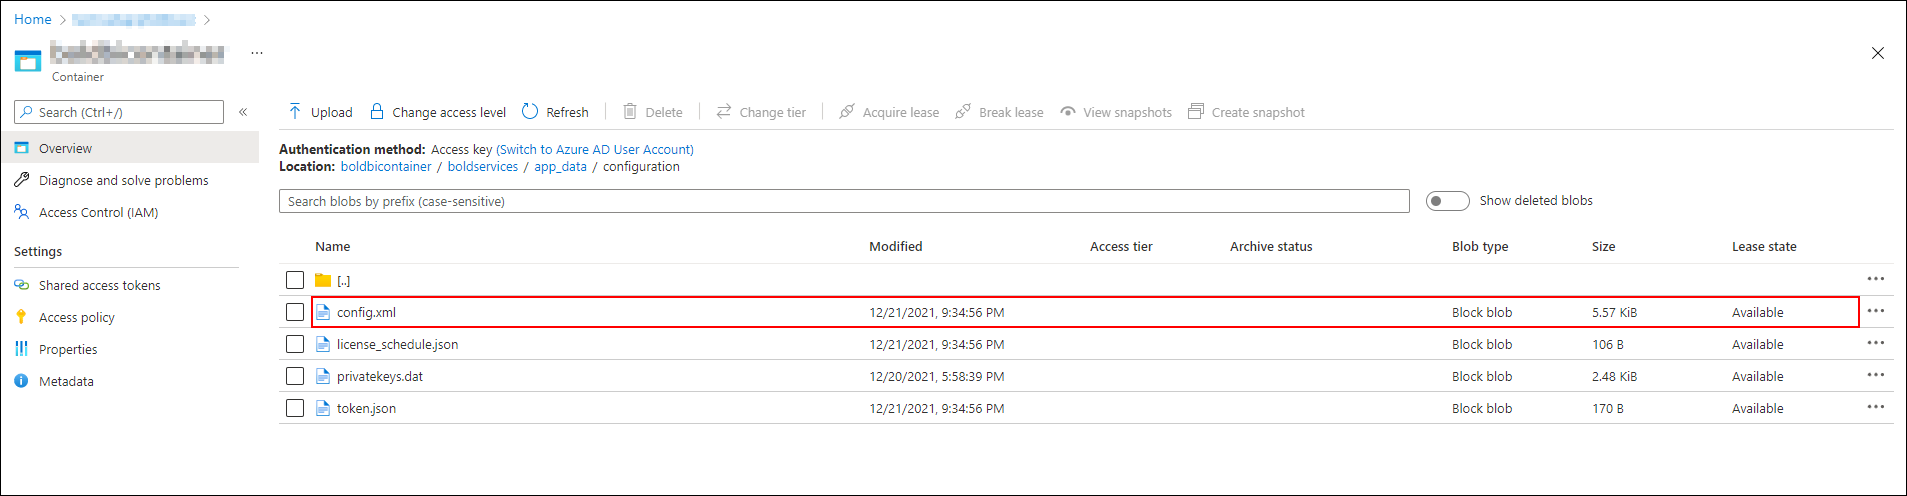 Home
Container
Search (Ctrl+/)
Overview
Diagnose and solve problems
Access Control (IAM)
Settings
Shared access tokens
Access policy
Properties
Metadata
Upload Change access level Refresh Delete Change tier Acquire lease Break lease View snapshots Create snapshot
Authentication method: Access key (Switch to Azure AD User Account)
Location: boldbicontainer / boldservices / app_data / configuration
Search blobs by prefix (case-sensitive) Show deleted blobs
Name Modified Access tier Archive status Blob type Size Lease state
[..]
config.xml 12/21/2021, 9:34:56 PM Block blob 5.57 KiB Available
license_schedule.json 12/21/2021, 9:34:56 PM Block blob 106 B Available
privatekeys.dat 12/20/2021, 5:58:39 PM Block blob 2.48 KiB Available
token.json 12/21/2021, 9:34:56 PM Block blob 170 B Available